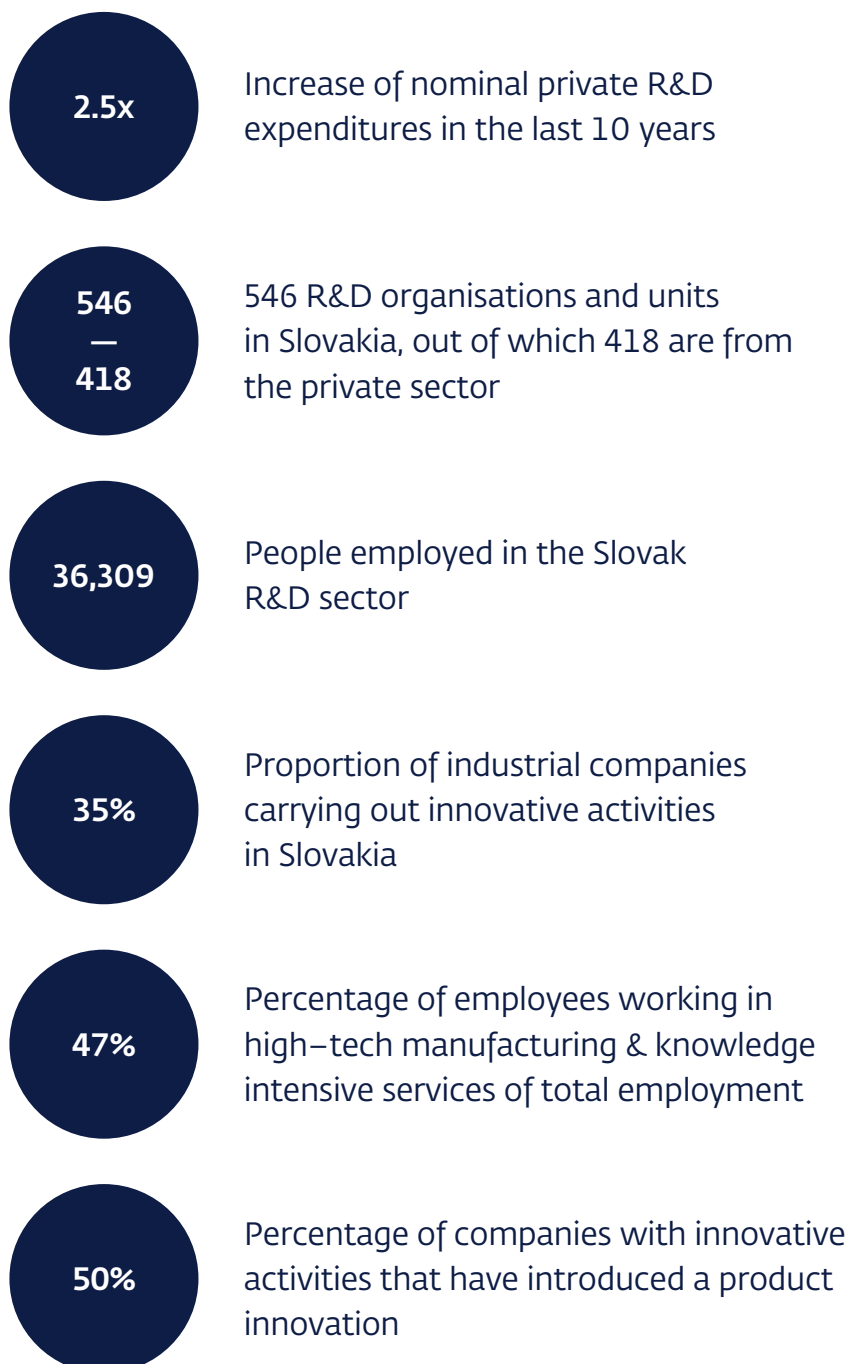 2.5x
Increase of nominal private R&D
expenditures in the last 10 years
546
—
418
546 R&D organisations and units
in Slovakia, out of which 418 are from
the private sector
36,309
People employed in the Slovak
R&D sector
35%
Proportion of industrial companies
carrying out innovative activities
in Slovakia
47%
Percentage of employees working in
high–tech manufacturing & knowledge
intensive services of total employment
50%
Percentage of companies with innovative
activities that have introduced a product
innovation